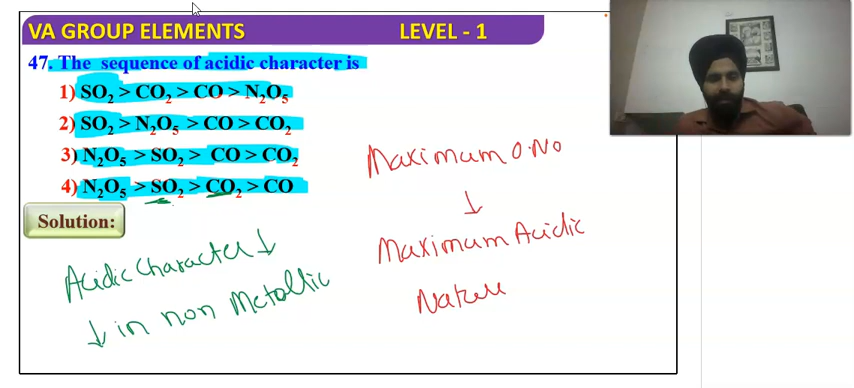 VA GROUP ELEMENTS LEVEL - 1
47. The sequence of acidic character is
1) SO₂ > CO₂ > CO > N₂O₅
2) SO₂ > N₂O₅ > CO > CO₂
3) N₂O₅ > SO₂ > CO > CO₂
4) N₂O₅ > SO₂ > CO₂ > CO
Solution:
Acidic Character ↓
↓ in non Metallic
Maximum O.No
↓
Maximum Acidic
Nature